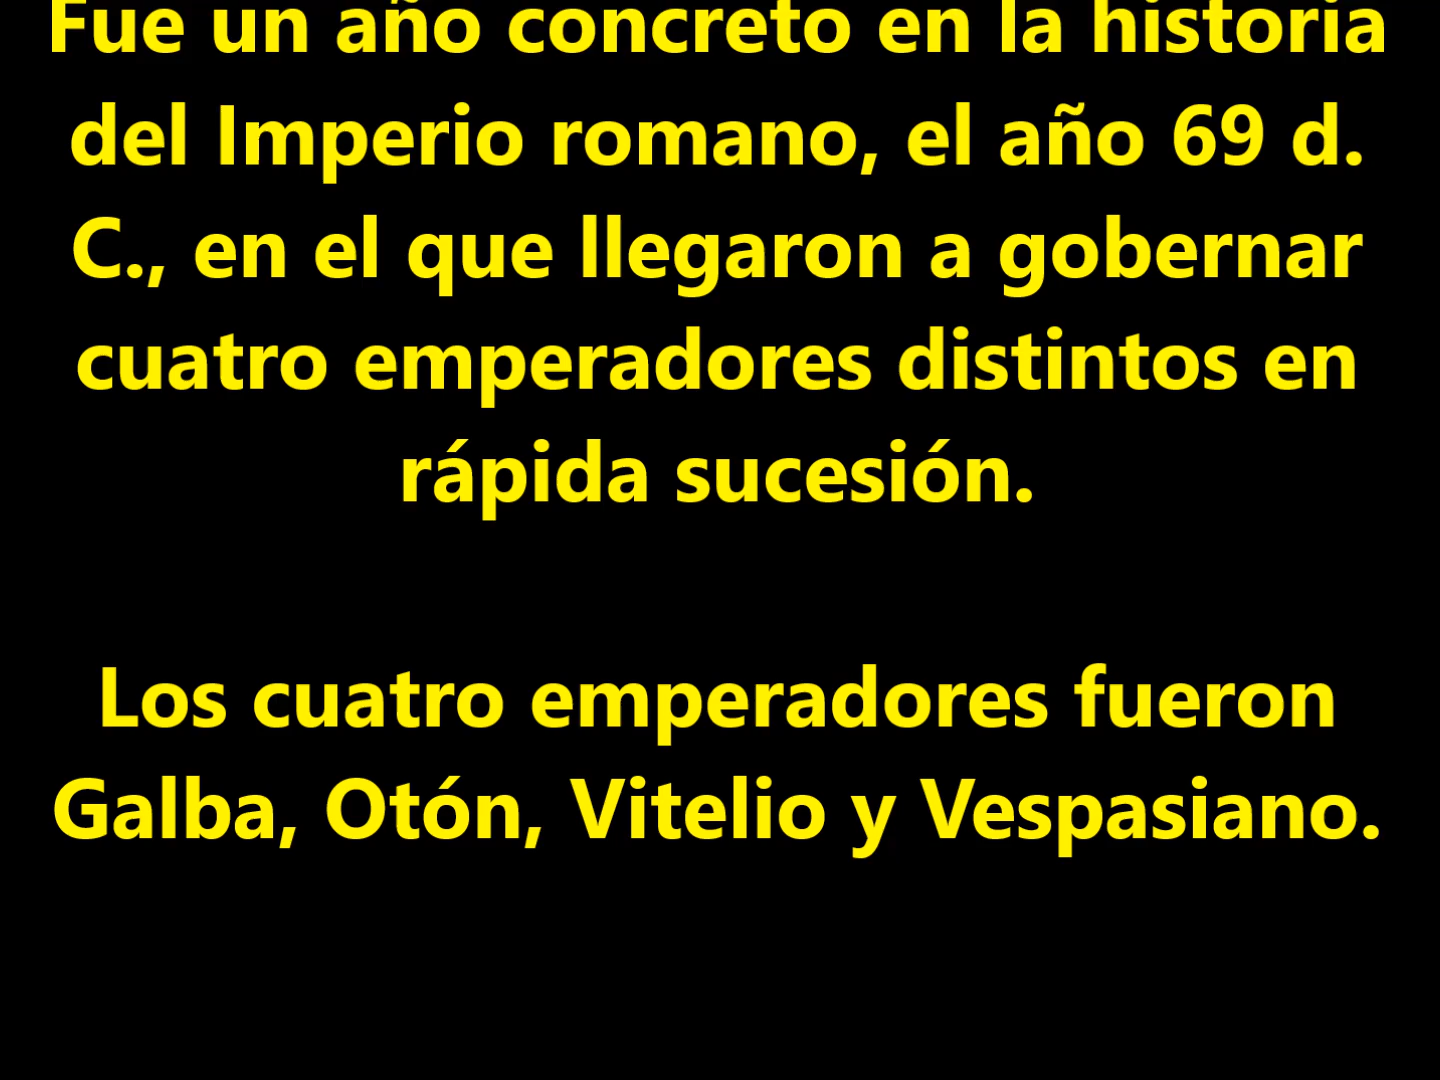 Fue un año concreto en la historia
del Imperio romano, el año 69 d.
C., en el que llegaron a gobernar
cuatro emperadores distintos en
rápida sucesión.
Los cuatro emperadores fueron
Galba, Otón, Vitelio y Vespasiano.